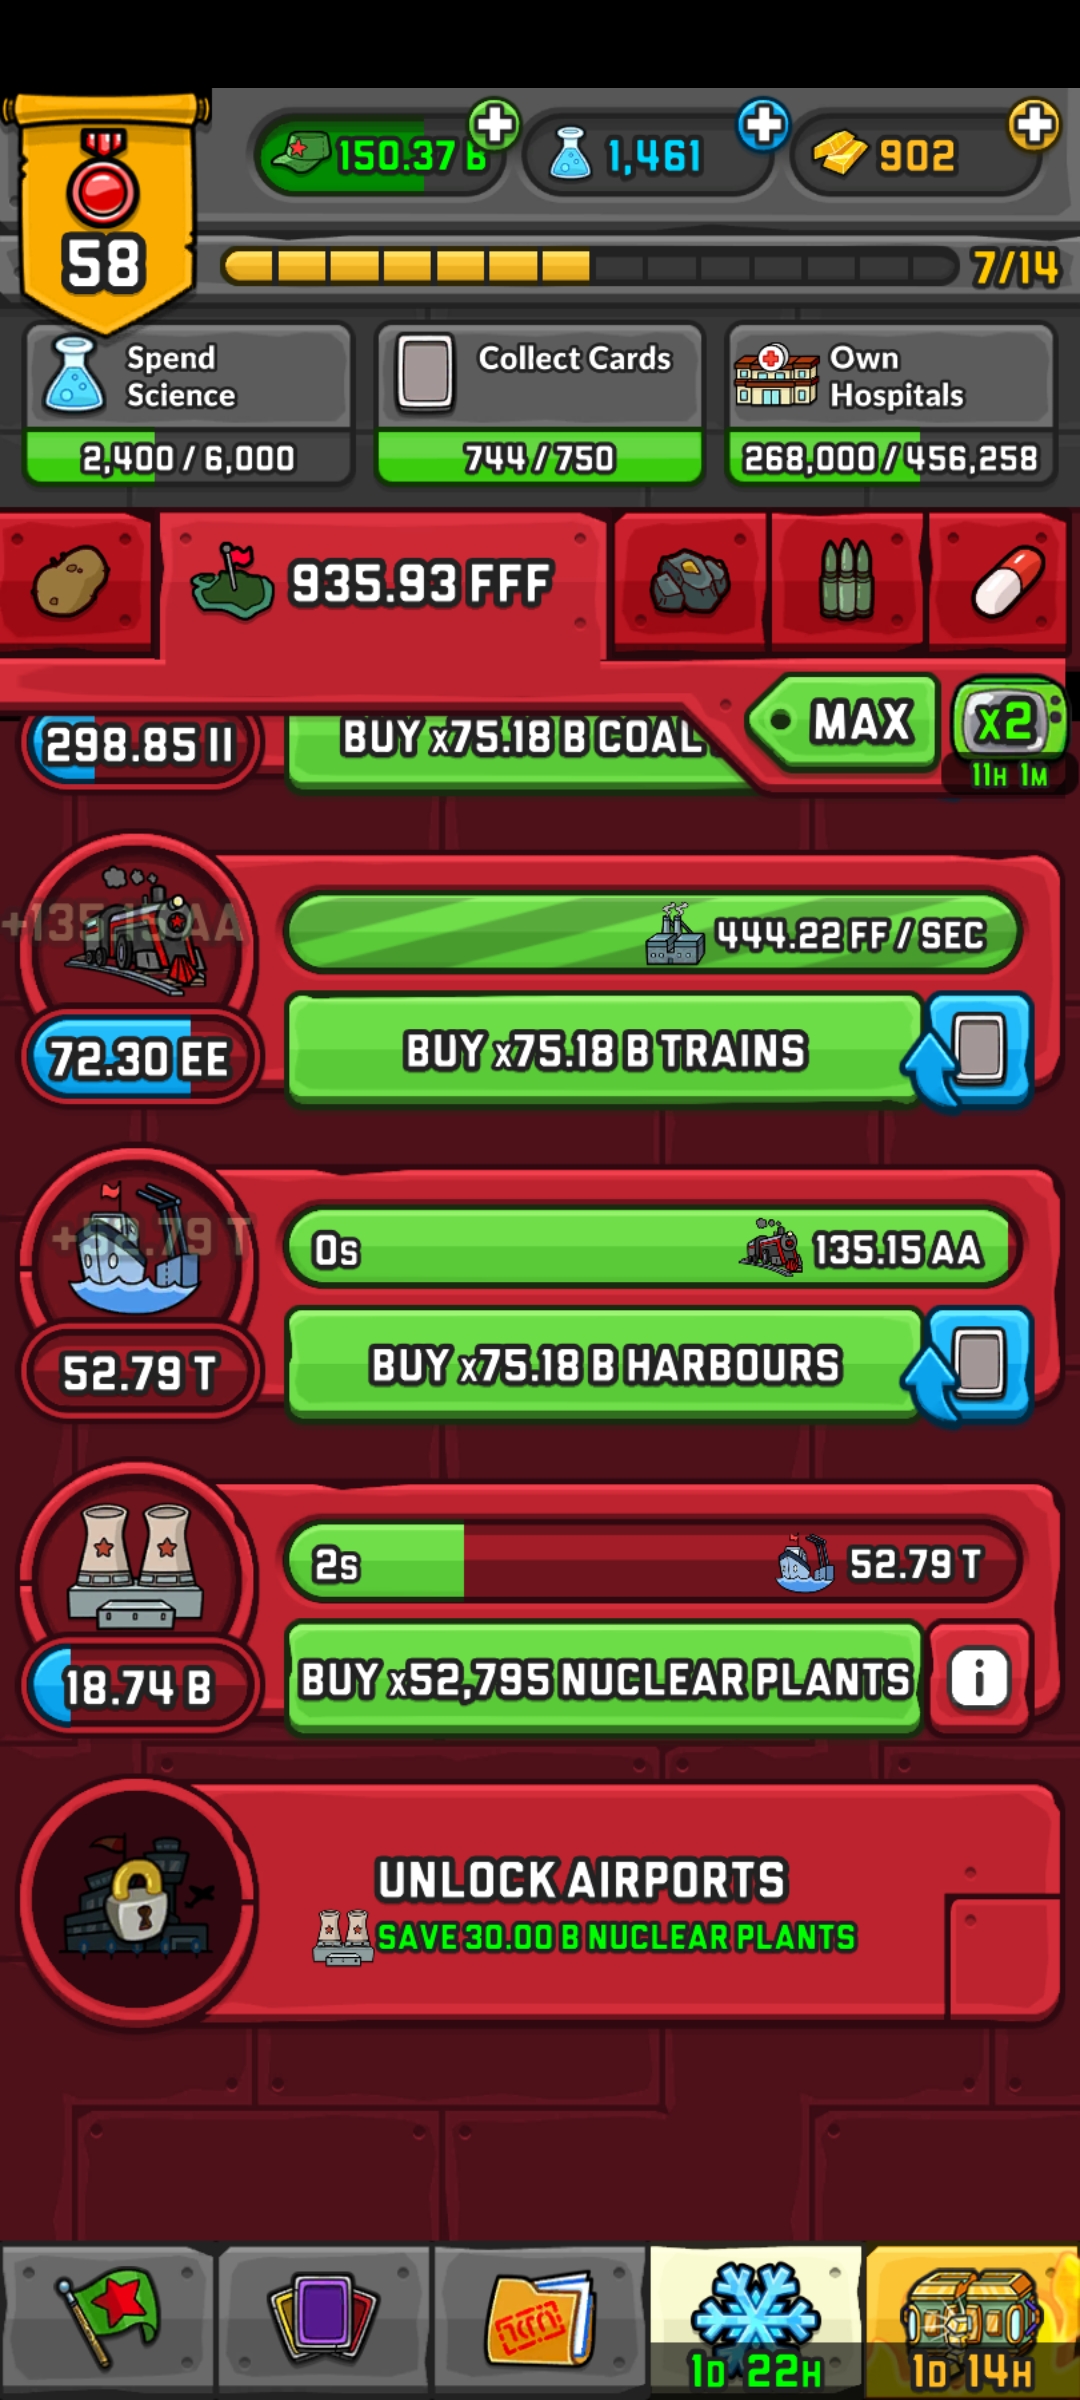 150.37 B
1,461
902
58
7/14
Spend
Science
2,400 / 6,000
Collect Cards
744 / 750
Own
Hospitals
268,000 / 456,258
935.93 FFF
MAX
x2
11H 1M
298.85 II
BUY x75.18 B COAL
+135.15 AA
444.22 FF / SEC
72.30 EE
BUY x75.18 B TRAINS
+52.79 T
0s
135.15 AA
52.79 T
BUY x75.18 B HARBOURS
2s
52.79 T
18.74 B
BUY x52,795 NUCLEAR PLANTS
i
UNLOCK AIRPORTS
SAVE 30.00 B NUCLEAR PLANTS
1D 22H
1D 14H